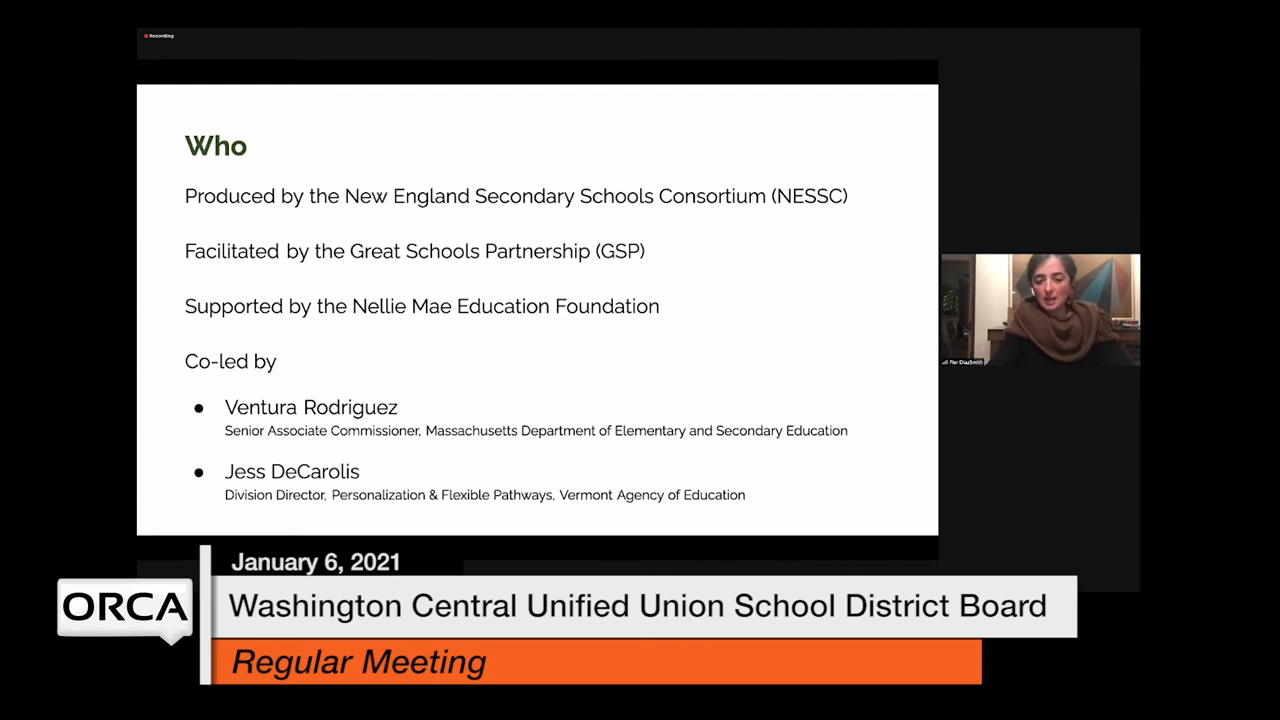 Recording
Who
Produced by the New England Secondary Schools Consortium (NESSC)
Facilitated by the Great Schools Partnership (GSP)
Supported by the Nellie Mae Education Foundation
Co-led by
● Ventura Rodriguez
Senior Associate Commissioner, Massachusetts Department of Elementary and Secondary Education
● Jess DeCarolis
Division Director, Personalization & Flexible Pathways, Vermont Agency of Education
Flor DiazSmith
January 6, 2021
ORCA
Washington Central Unified Union School District Board
Regular Meeting